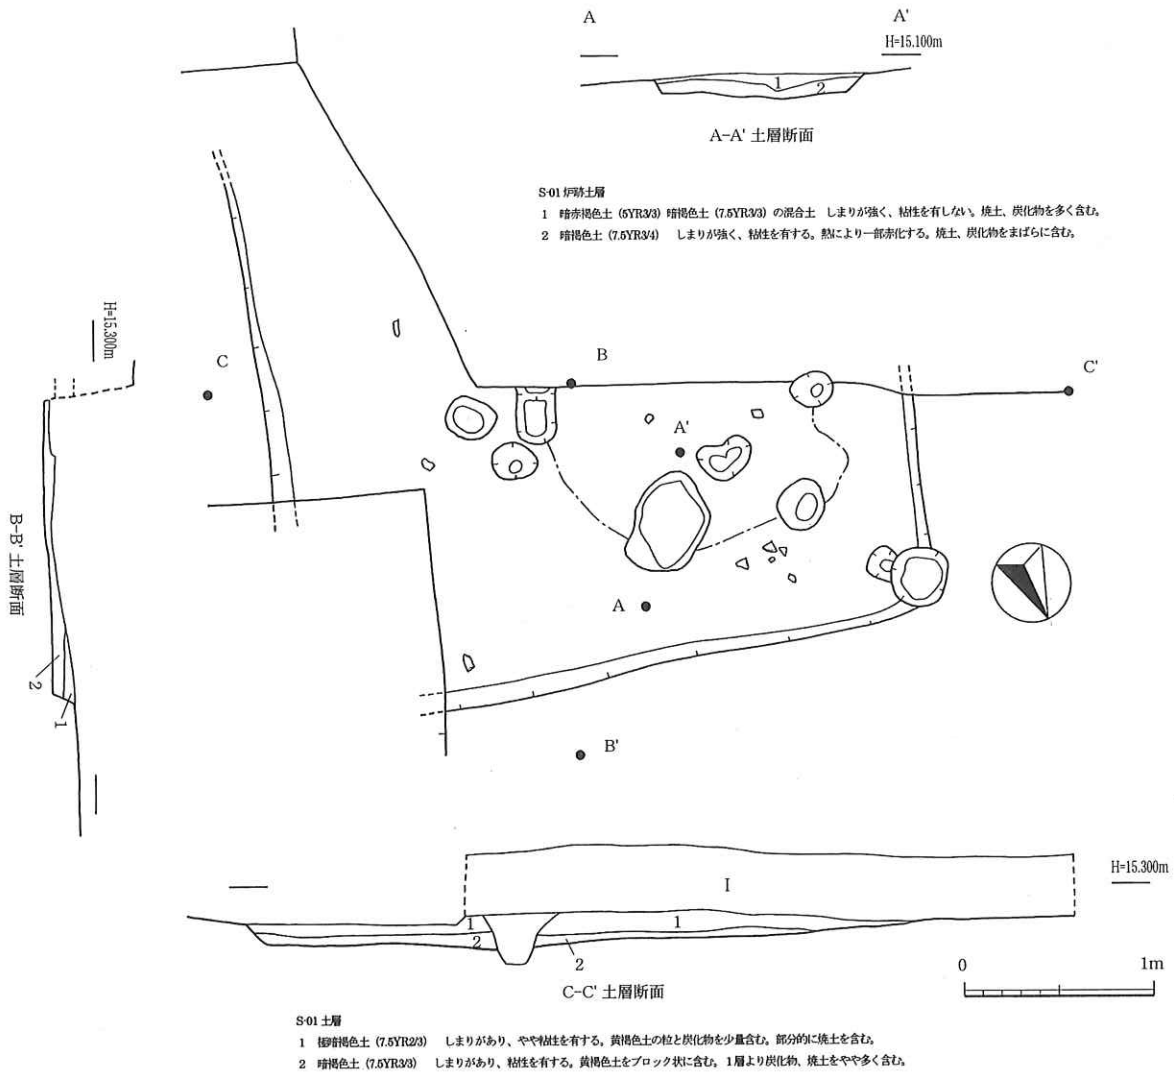 A
A'
H=15.100m
1
2
A-A' 土層断面
S-01 炉跡土層
1 暗赤褐色土 (5YR3/3) 暗褐色土 (7.5YR3/3) の混合土 しまりが強く、粘性を有しない。焼土、炭化物を多く含む。
2 暗褐色土 (7.5YR3/4) しまりが強く、粘性を有する。熱により一部赤化する。焼土、炭化物をまばらに含む。
H=15.300m
C
B
C'
A'
B-B' 土層断面
A
2
1
B'
I
H=15.300m
1
1
2
2
C-C' 土層断面
0
1m
S-01 土層
1 極暗褐色土 (7.5YR2/3) しまりがあり、やや粘性を有する。黄褐色土の粒と炭化物を少量含む。部分的に焼土を含む。
2 暗褐色土 (7.5YR3/3) しまりがあり、粘性を有する。黄褐色土をブロック状に含む。1層より炭化物、焼土をやや多く含む。